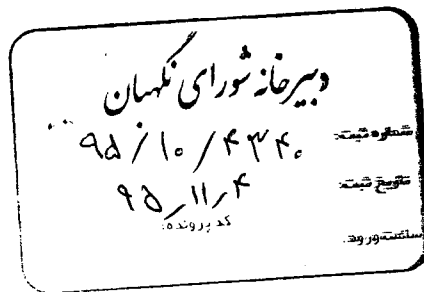 دبیرخانه شورای نگهبان
شماره ثبت: ۹۵/۱۰/۴۳۴۰
تاریخ ثبت: ۹۵/۱۱/۴
کد پرونده:
ساعت ورود: